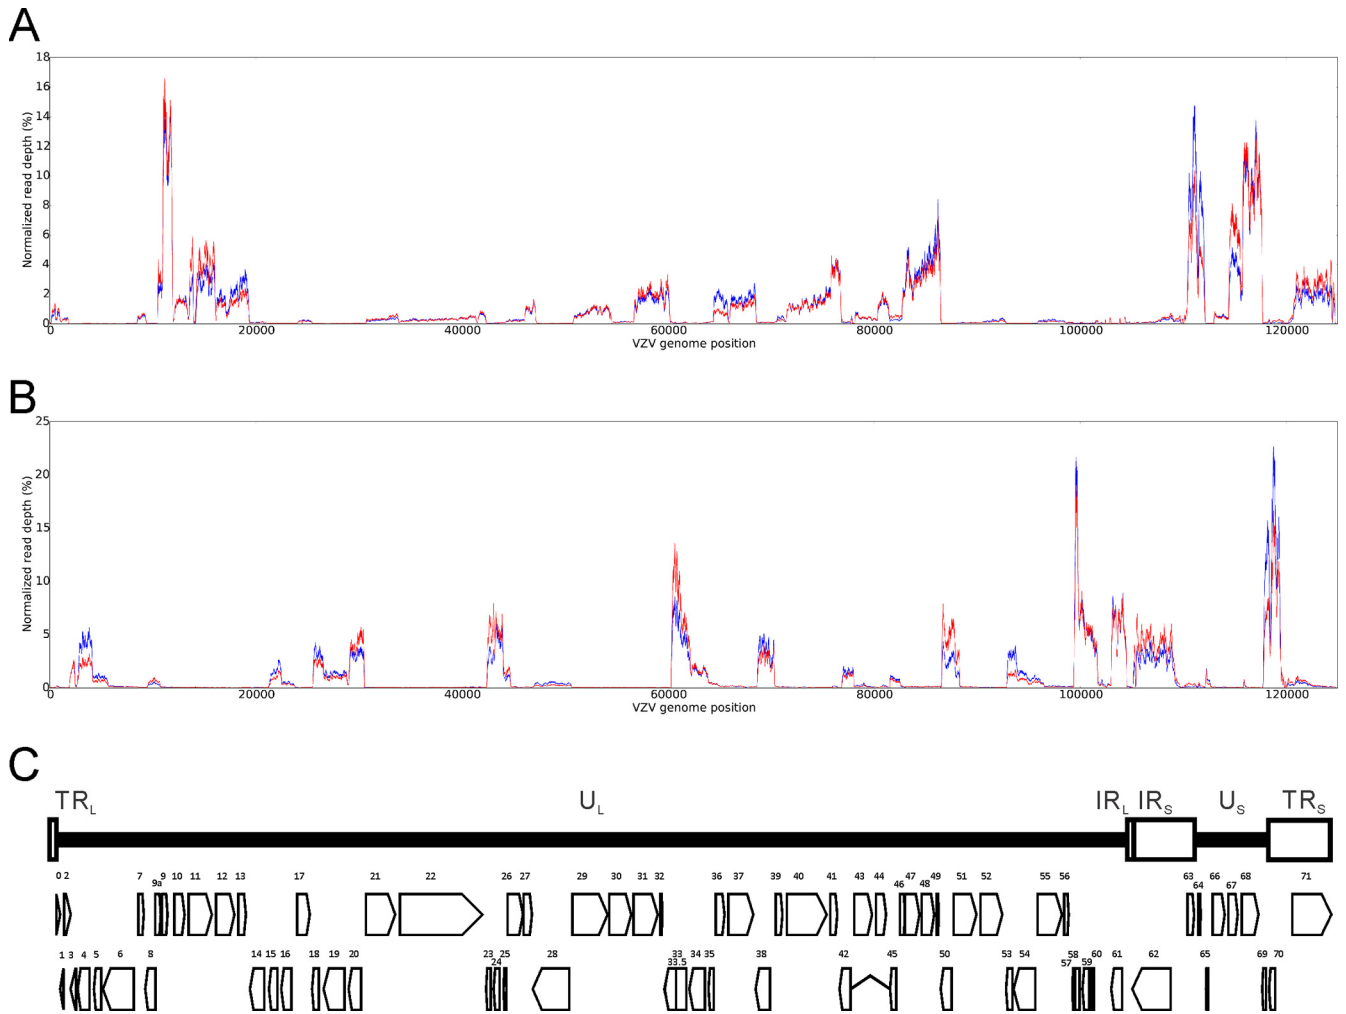 A
Normalized read depth (%)
18
16
14
12
10
8
6
4
2
0
0 20000 40000 60000 80000 100000 120000
VZV genome position
B
Normalized read depth (%)
25
20
15
10
5
0
0 20000 40000 60000 80000 100000 120000
VZV genome position
C
TRL UL IRL IRS US TRS
0 2 7 9a 9 10 11 12 13 17 21 22 26 27 29 30 31 32 36 37 39 40 41 43 44 46 47 48 49 51 52 55 56 63 64 66 67 68 71
1 3 4 5 6 8 14 15 16 18 19 20 23 24 25 28 33 33.5 34 35 38 42 45 50 53 54 57 58 59 60 61 62 65 69 70